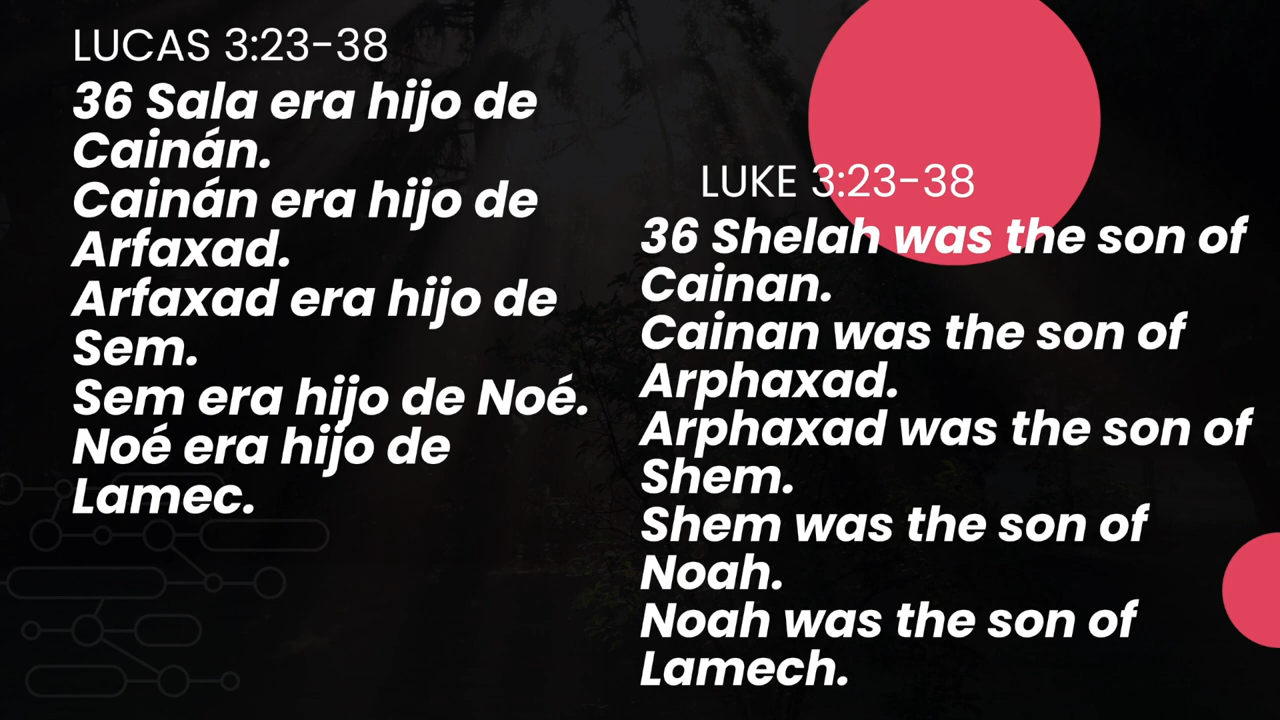 LUCAS 3:23-38
36 Sala era hijo de
Cainán.
Cainán era hijo de
Arfaxad.
Arfaxad era hijo de
Sem.
Sem era hijo de Noé.
Noé era hijo de
Lamec.
LUKE 3:23-38
36 Shelah was the son of
Cainan.
Cainan was the son of
Arphaxad.
Arphaxad was the son of
Shem.
Shem was the son of
Noah.
Noah was the son of
Lamech.